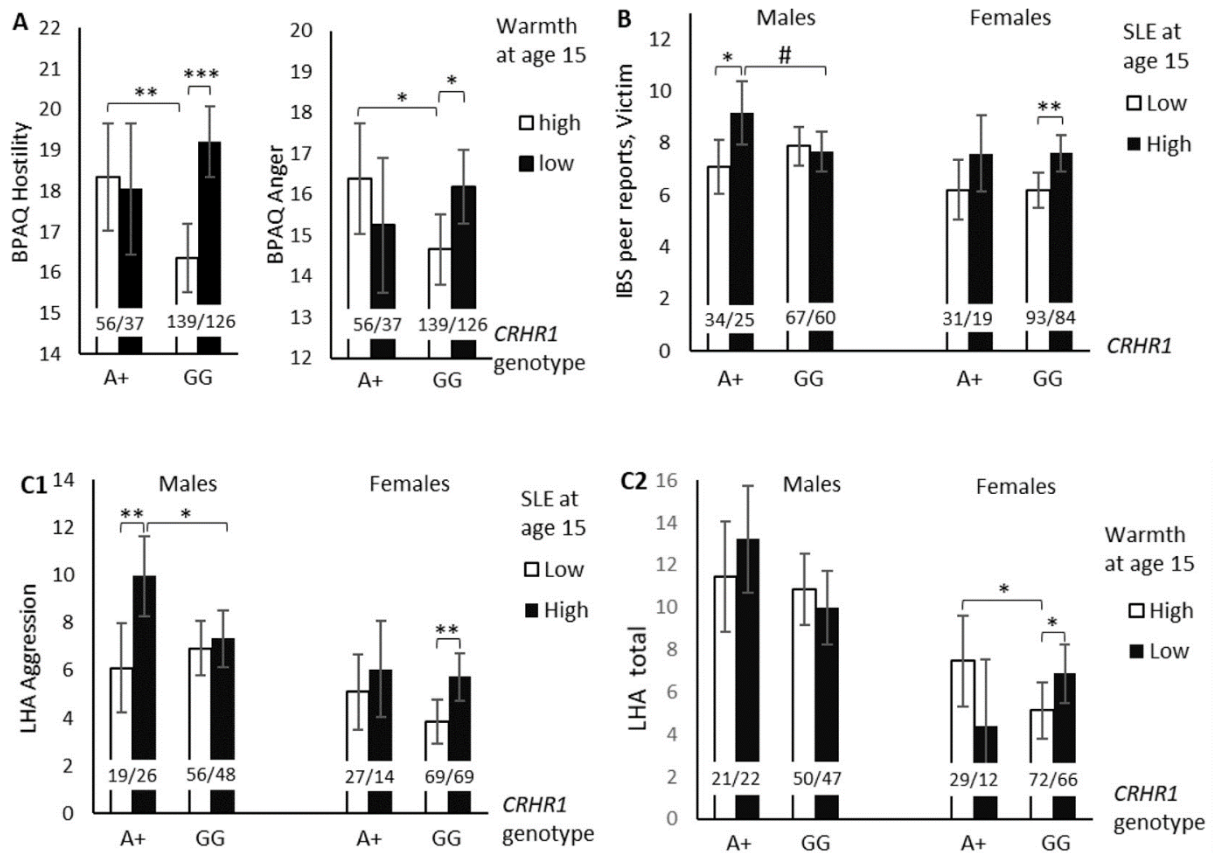 A
BPAQ Hostility
22
21
20
19
18
17
16
15
14
**
***
56/37
139/126
A+
GG
BPAQ Anger
20
19
18
17
16
15
14
13
12
*
*
56/37
139/126
A+
GG
Warmth
at age 15
high
low
CRHR1
genotype
B
Males
Females
IBS peer reports, Victim
12
10
8
6
4
2
0
*
#
**
34/25
67/60
31/19
93/84
A+
GG
A+
GG
SLE at
age 15
Low
High
CRHR1
C1
Males
Females
LHA Aggression
14
12
10
8
6
4
2
0
**
*
**
19/26
56/48
27/14
69/69
A+
GG
A+
GG
SLE at
age 15
Low
High
CRHR1
genotype
C2
Males
Females
LHA total
16
14
12
10
8
6
4
2
0
*
*
21/22
50/47
29/12
72/66
A+
GG
A+
GG
Warmth
at age 15
High
Low
CRHR1
genotype